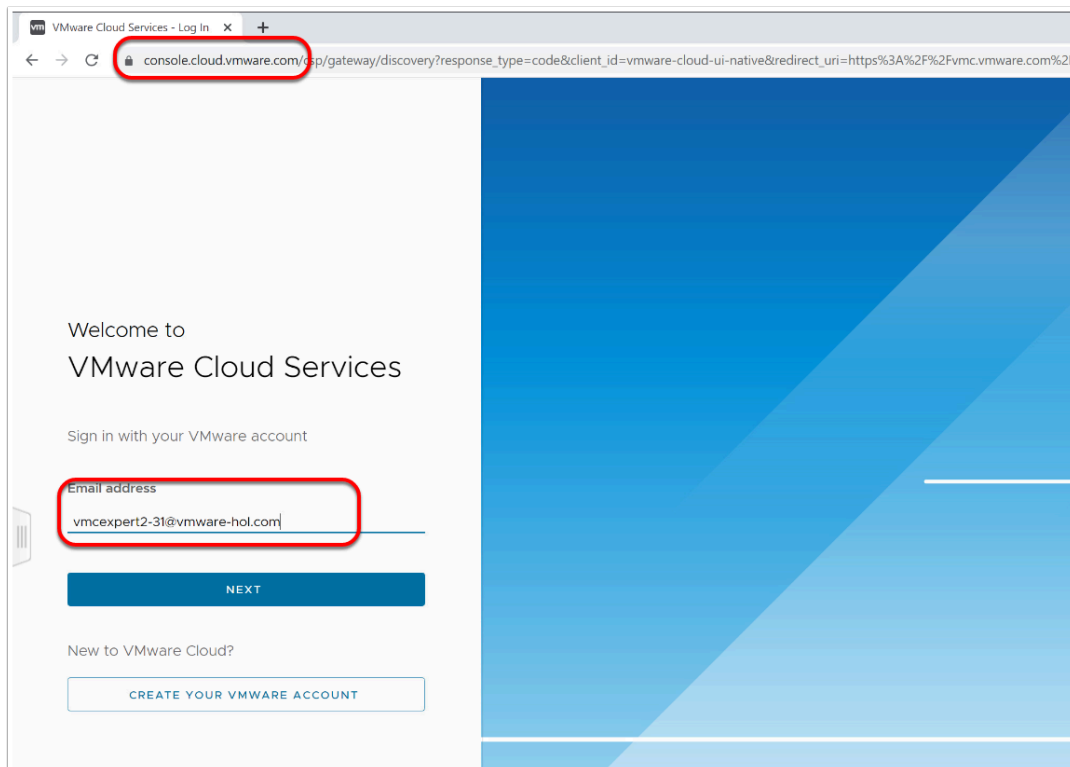 vm VMware Cloud Services - Log In
console.cloud.vmware.com/csp/gateway/discovery?response_type=code&client_id=vmware-cloud-ui-native&redirect_uri=https%3A%2F%2Fvmc.vmware.com%2
Welcome to
VMware Cloud Services
Sign in with your VMware account
Email address
vmcexpert2-31@vmware-hol.com
NEXT
New to VMware Cloud?
CREATE YOUR VMWARE ACCOUNT